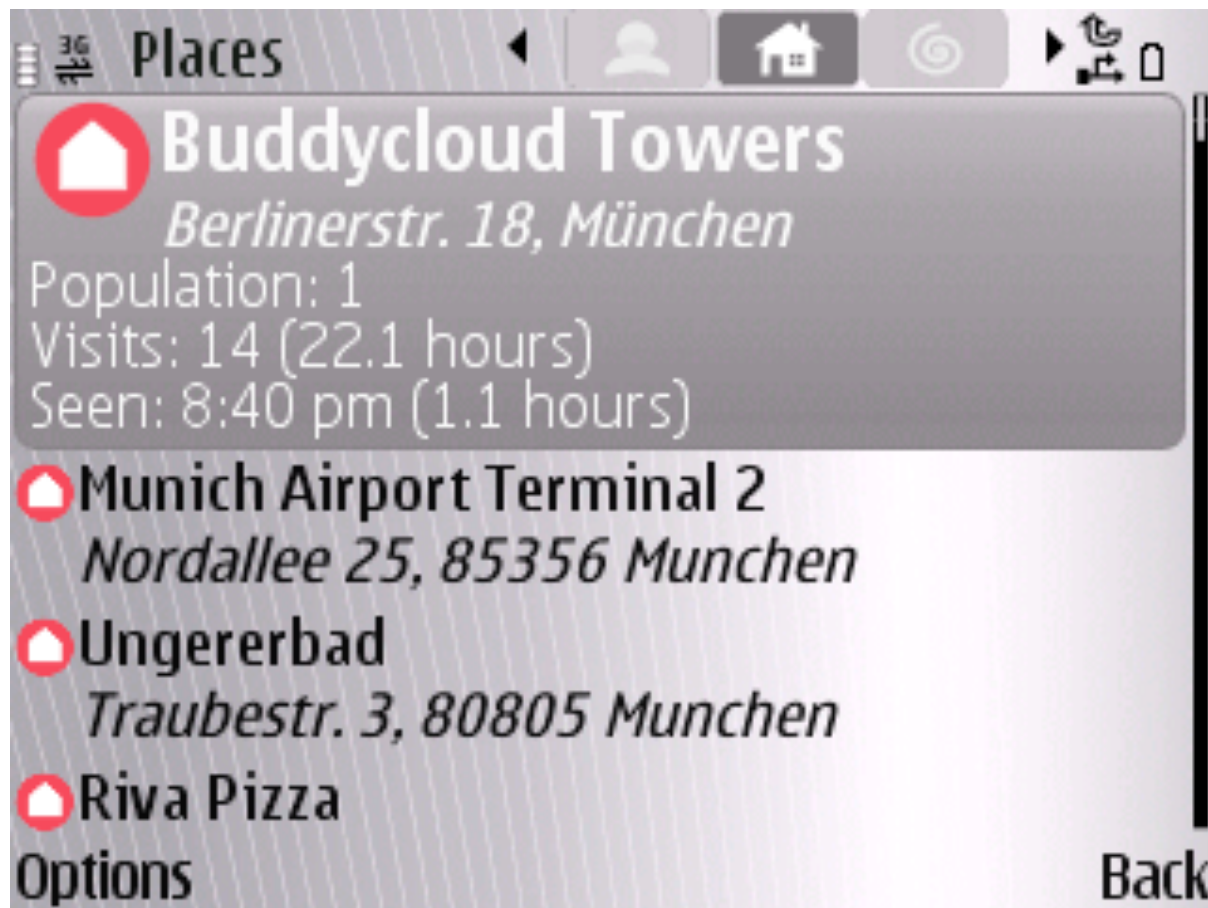 3G Places
Buddycloud Towers
Berlinerstr. 18, München
Population: 1
Visits: 14 (22.1 hours)
Seen: 8:40 pm (1.1 hours)
Munich Airport Terminal 2
Nordallee 25, 85356 Munchen
Ungererbad
Traubestr. 3, 80805 Munchen
Riva Pizza
Options Back